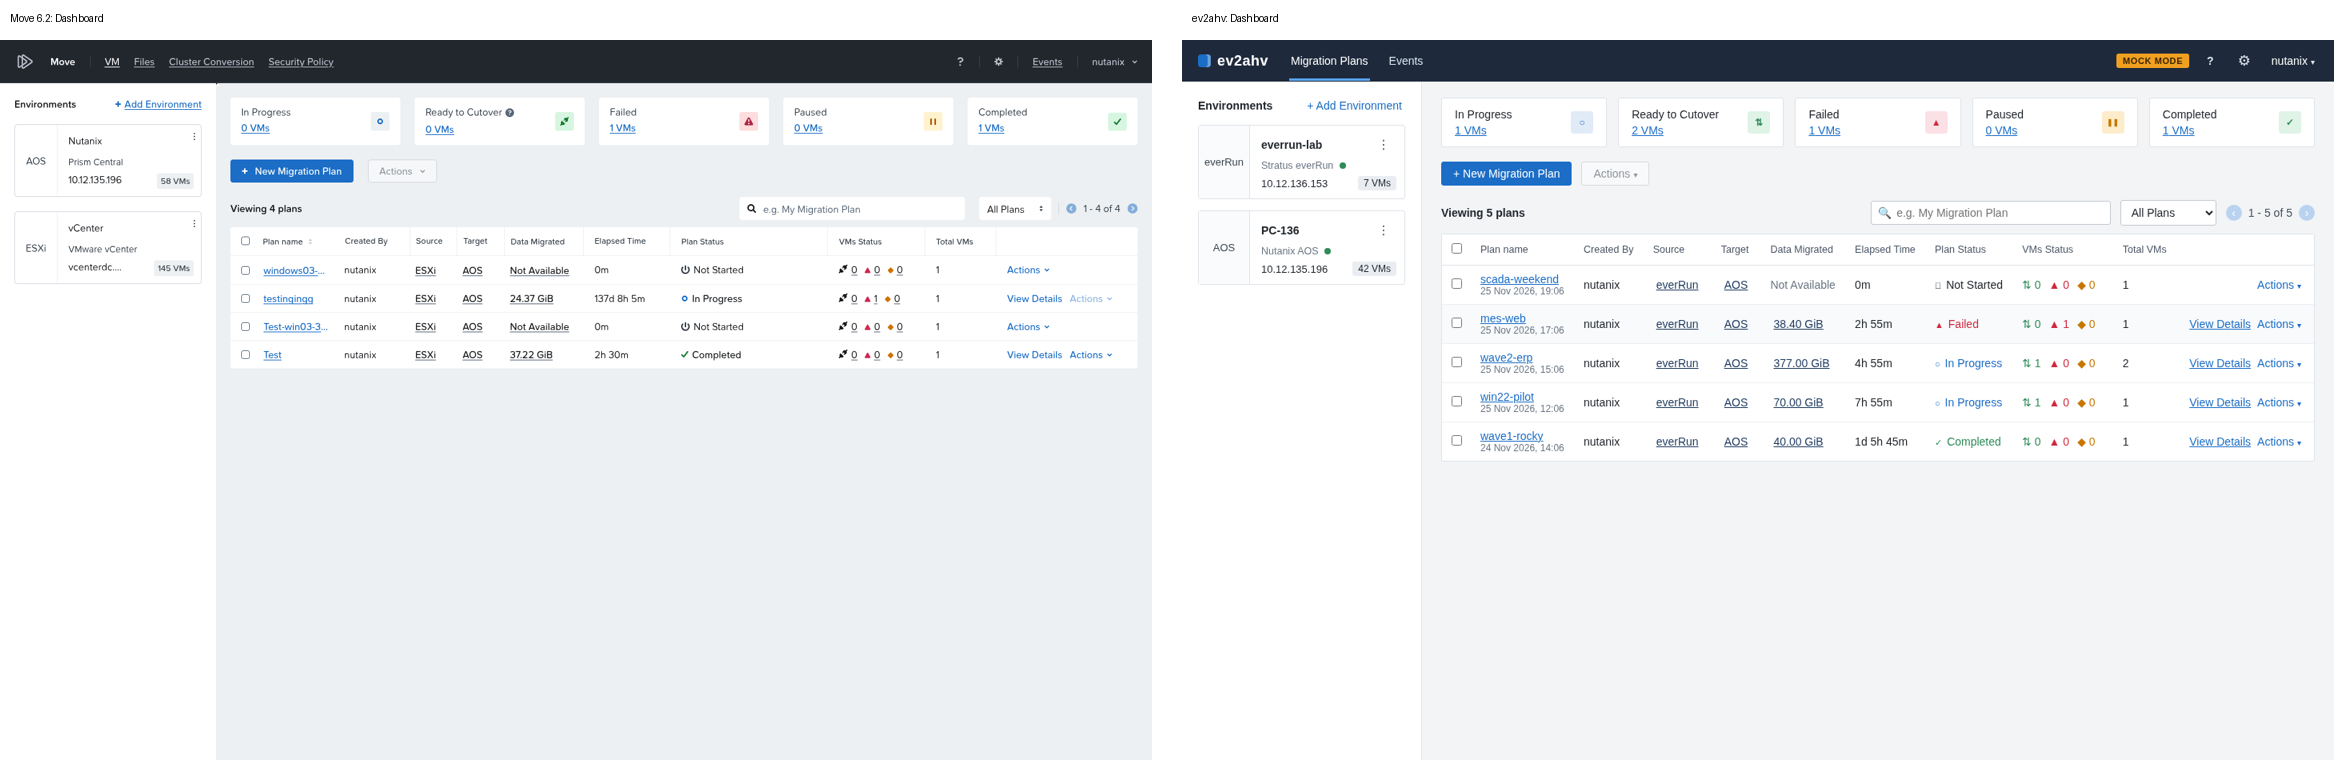 Move 6.2: Dashboard
Move VM Files Cluster Conversion Security Policy ? Events nutanix
Environments + Add Environment
AOS
Nutanix
Prism Central
10.12.135.196 58 VMs
ESXi
vCenter
VMware vCenter
vcenterdc.... 145 VMs
In Progress
0 VMs
Ready to Cutover ?
0 VMs
Failed
1 VMs
Paused
0 VMs
Completed
1 VMs
+ New Migration Plan Actions
Viewing 4 plans e.g. My Migration Plan All Plans 1 - 4 of 4
Plan name Created By Source Target Data Migrated Elapsed Time Plan Status VMs Status Total VMs
windows03-... nutanix ESXi AOS Not Available 0m Not Started 0 0 0 1 Actions
testingingg nutanix ESXi AOS 24.37 GiB 137d 8h 5m In Progress 0 1 0 1 View Details Actions
Test-win03-3... nutanix ESXi AOS Not Available 0m Not Started 0 0 0 1 Actions
Test nutanix ESXi AOS 37.22 GiB 2h 30m Completed 0 0 0 1 View Details Actions
ev2ahv: Dashboard
ev2ahv Migration Plans Events MOCK MODE ? nutanix
Environments + Add Environment
everRun
everrun-lab
Stratus everRun
10.12.136.153 7 VMs
AOS
PC-136
Nutanix AOS
10.12.135.196 42 VMs
In Progress
1 VMs
Ready to Cutover
2 VMs
Failed
1 VMs
Paused
0 VMs
Completed
1 VMs
+ New Migration Plan Actions
Viewing 5 plans e.g. My Migration Plan All Plans 1 - 5 of 5
Plan name Created By Source Target Data Migrated Elapsed Time Plan Status VMs Status Total VMs
scada-weekend
25 Nov 2026, 19:06 nutanix everRun AOS Not Available 0m Not Started 0 0 0 1 Actions
mes-web
25 Nov 2026, 17:06 nutanix everRun AOS 38.40 GiB 2h 55m Failed 0 1 0 1 View Details Actions
wave2-erp
25 Nov 2026, 15:06 nutanix everRun AOS 377.00 GiB 4h 55m In Progress 1 0 0 2 View Details Actions
win22-pilot
25 Nov 2026, 12:06 nutanix everRun AOS 70.00 GiB 7h 55m In Progress 1 0 0 1 View Details Actions
wave1-rocky
24 Nov 2026, 14:06 nutanix everRun AOS 40.00 GiB 1d 5h 45m Completed 0 0 0 1 View Details Actions